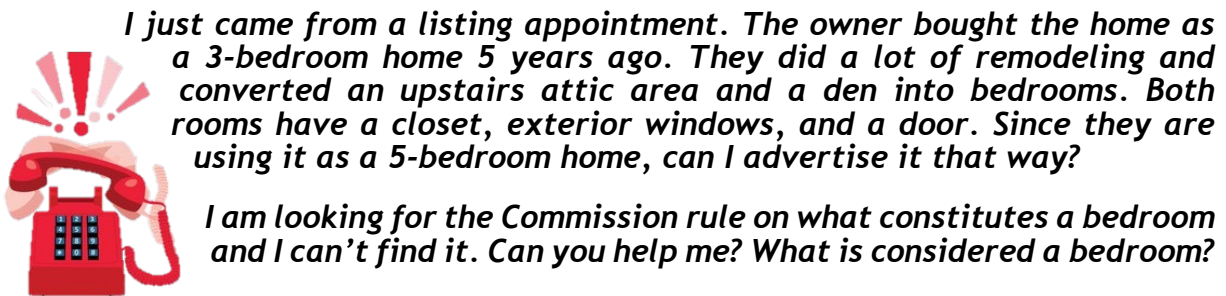 I just came from a listing appointment. The owner bought the home as
a 3-bedroom home 5 years ago. They did a lot of remodeling and
converted an upstairs attic area and a den into bedrooms. Both
rooms have a closet, exterior windows, and a door. Since they are
using it as a 5-bedroom home, can I advertise it that way?
I am looking for the Commission rule on what constitutes a bedroom
and I can’t find it. Can you help me? What is considered a bedroom?